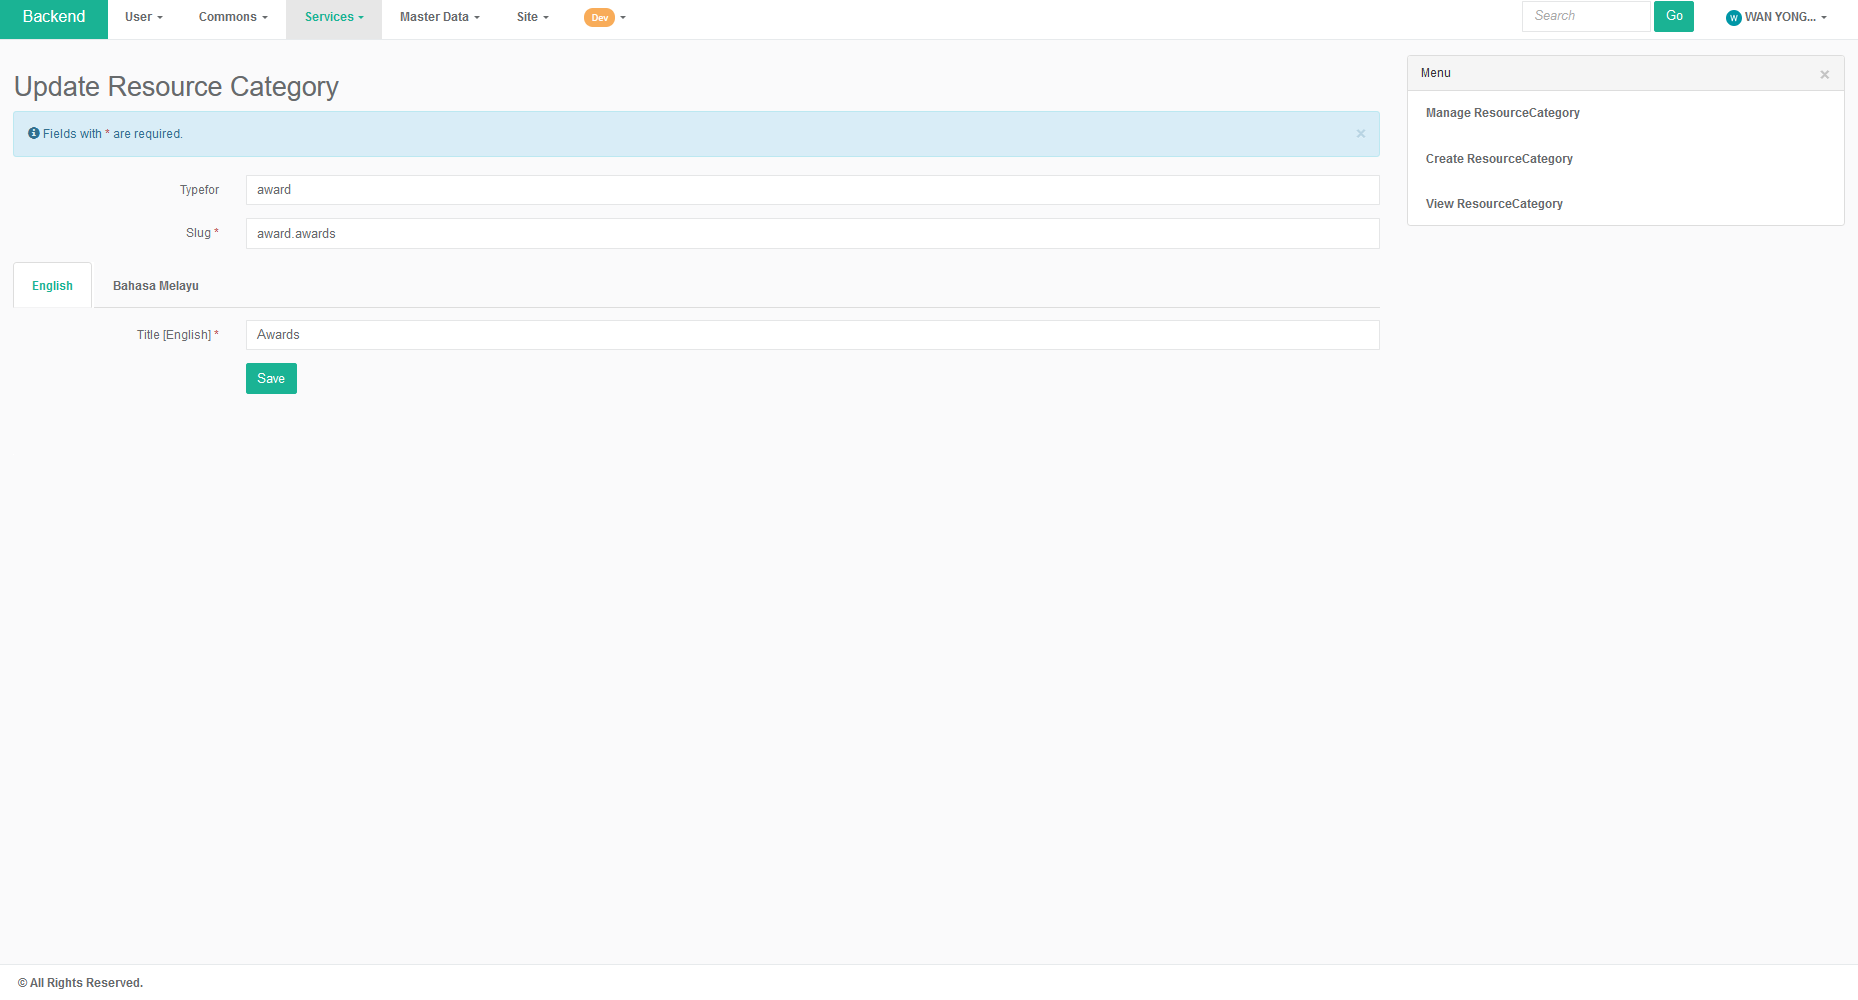 Backend User Commons Services Master Data Site Dev Search Go W WAN YONG...
Update Resource Category
Fields with * are required. ×
Typefor award
Slug * award.awards
English Bahasa Melayu
Title [English] * Awards
Save
Menu ×
Manage ResourceCategory
Create ResourceCategory
View ResourceCategory
© All Rights Reserved.